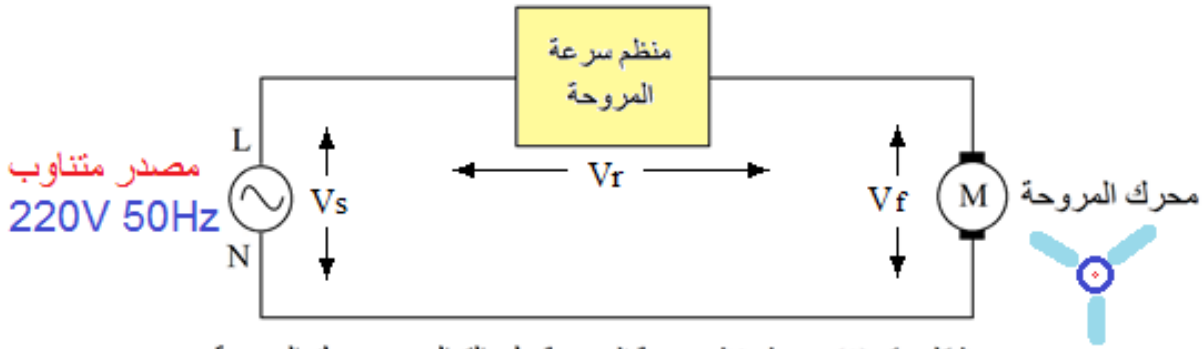 منظم سرعة
المروحة
L
مصدر متناوب
220V 50Hz
N
Vs
Vr
Vf
M
محرك المروحة